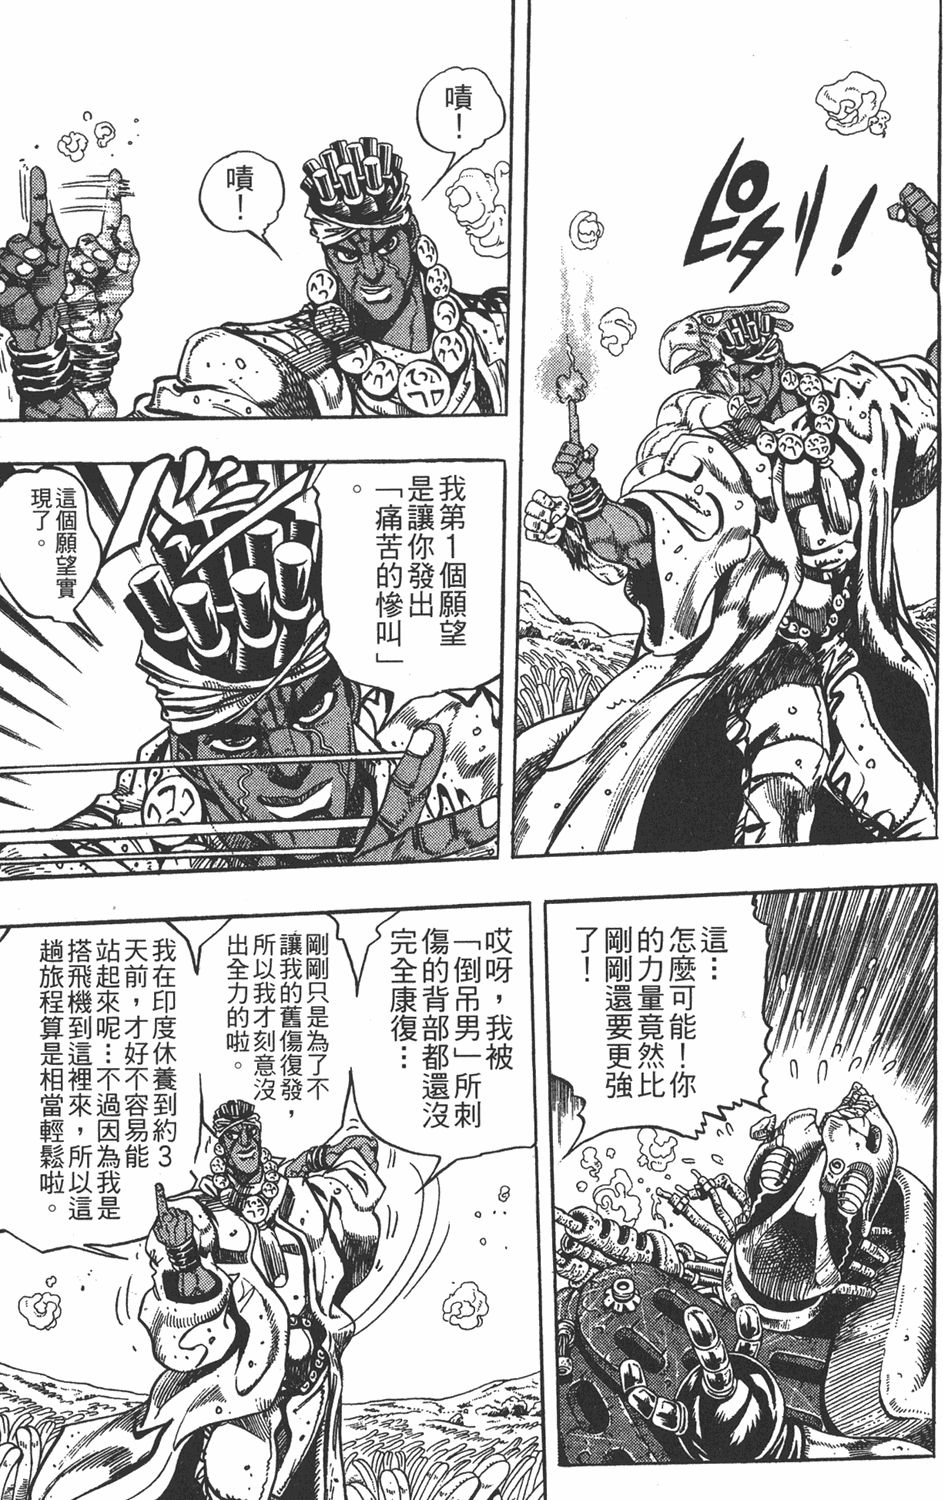 ピタリ!
嘖!
嘖!
我第1個願望
是讓你發出
「痛苦的慘叫」
。
這個願望實
現了。
這…
怎麼可能!你
的力量竟然比
剛剛還要更強
了!
哎呀，我被
「倒吊男」所刺
傷的背部都還沒
完全康復…
剛剛只是為了不
讓我的舊傷復發，
所以我才刻意沒
出全力的啦。
我在印度休養到約3
天前，才好不容易能
站起來呢…不過因為我是
搭飛機到這裡來，所以這
趟旅程算是相當輕鬆啦。